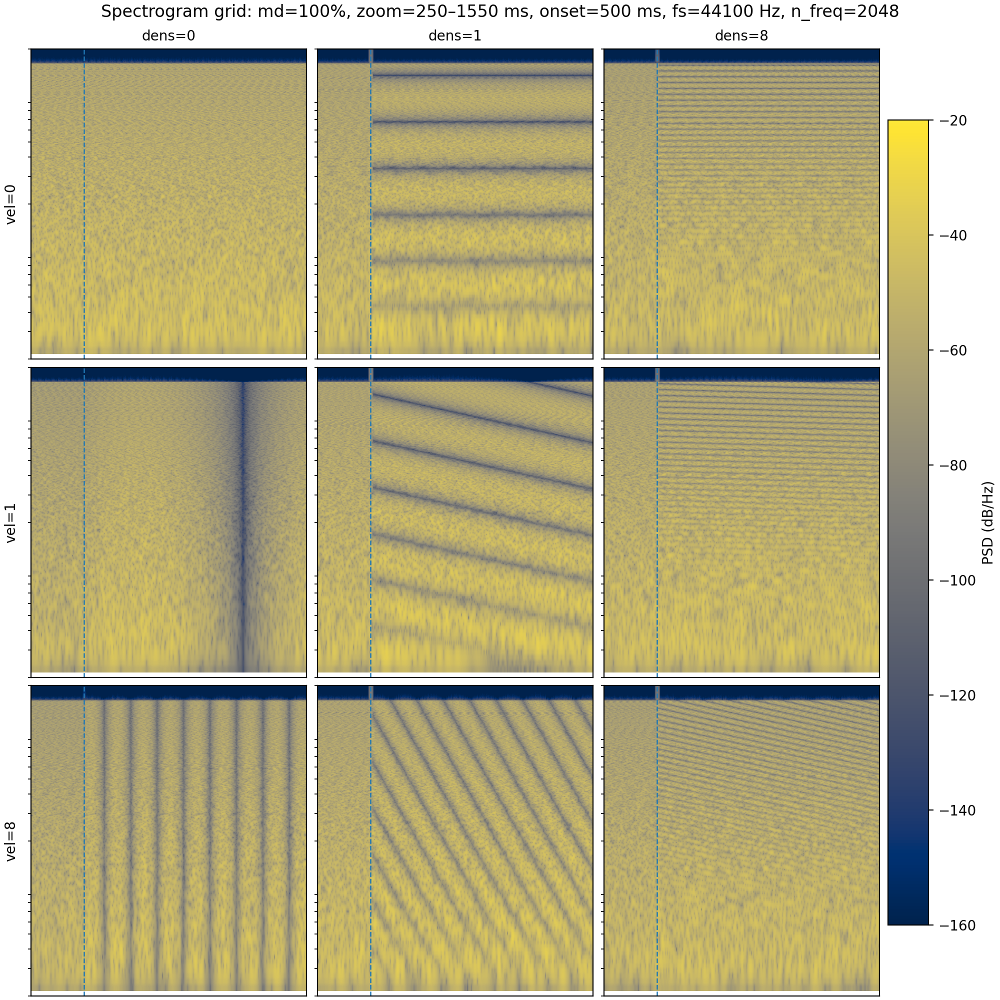 Spectrogram grid: md=100%, zoom=250–1550 ms, onset=500 ms, fs=44100 Hz, n_freq=2048
dens=0
dens=1
dens=8
vel=0
vel=1
vel=8
−20
−40
−60
−80
−100
−120
−140
−160
PSD (dB/Hz)